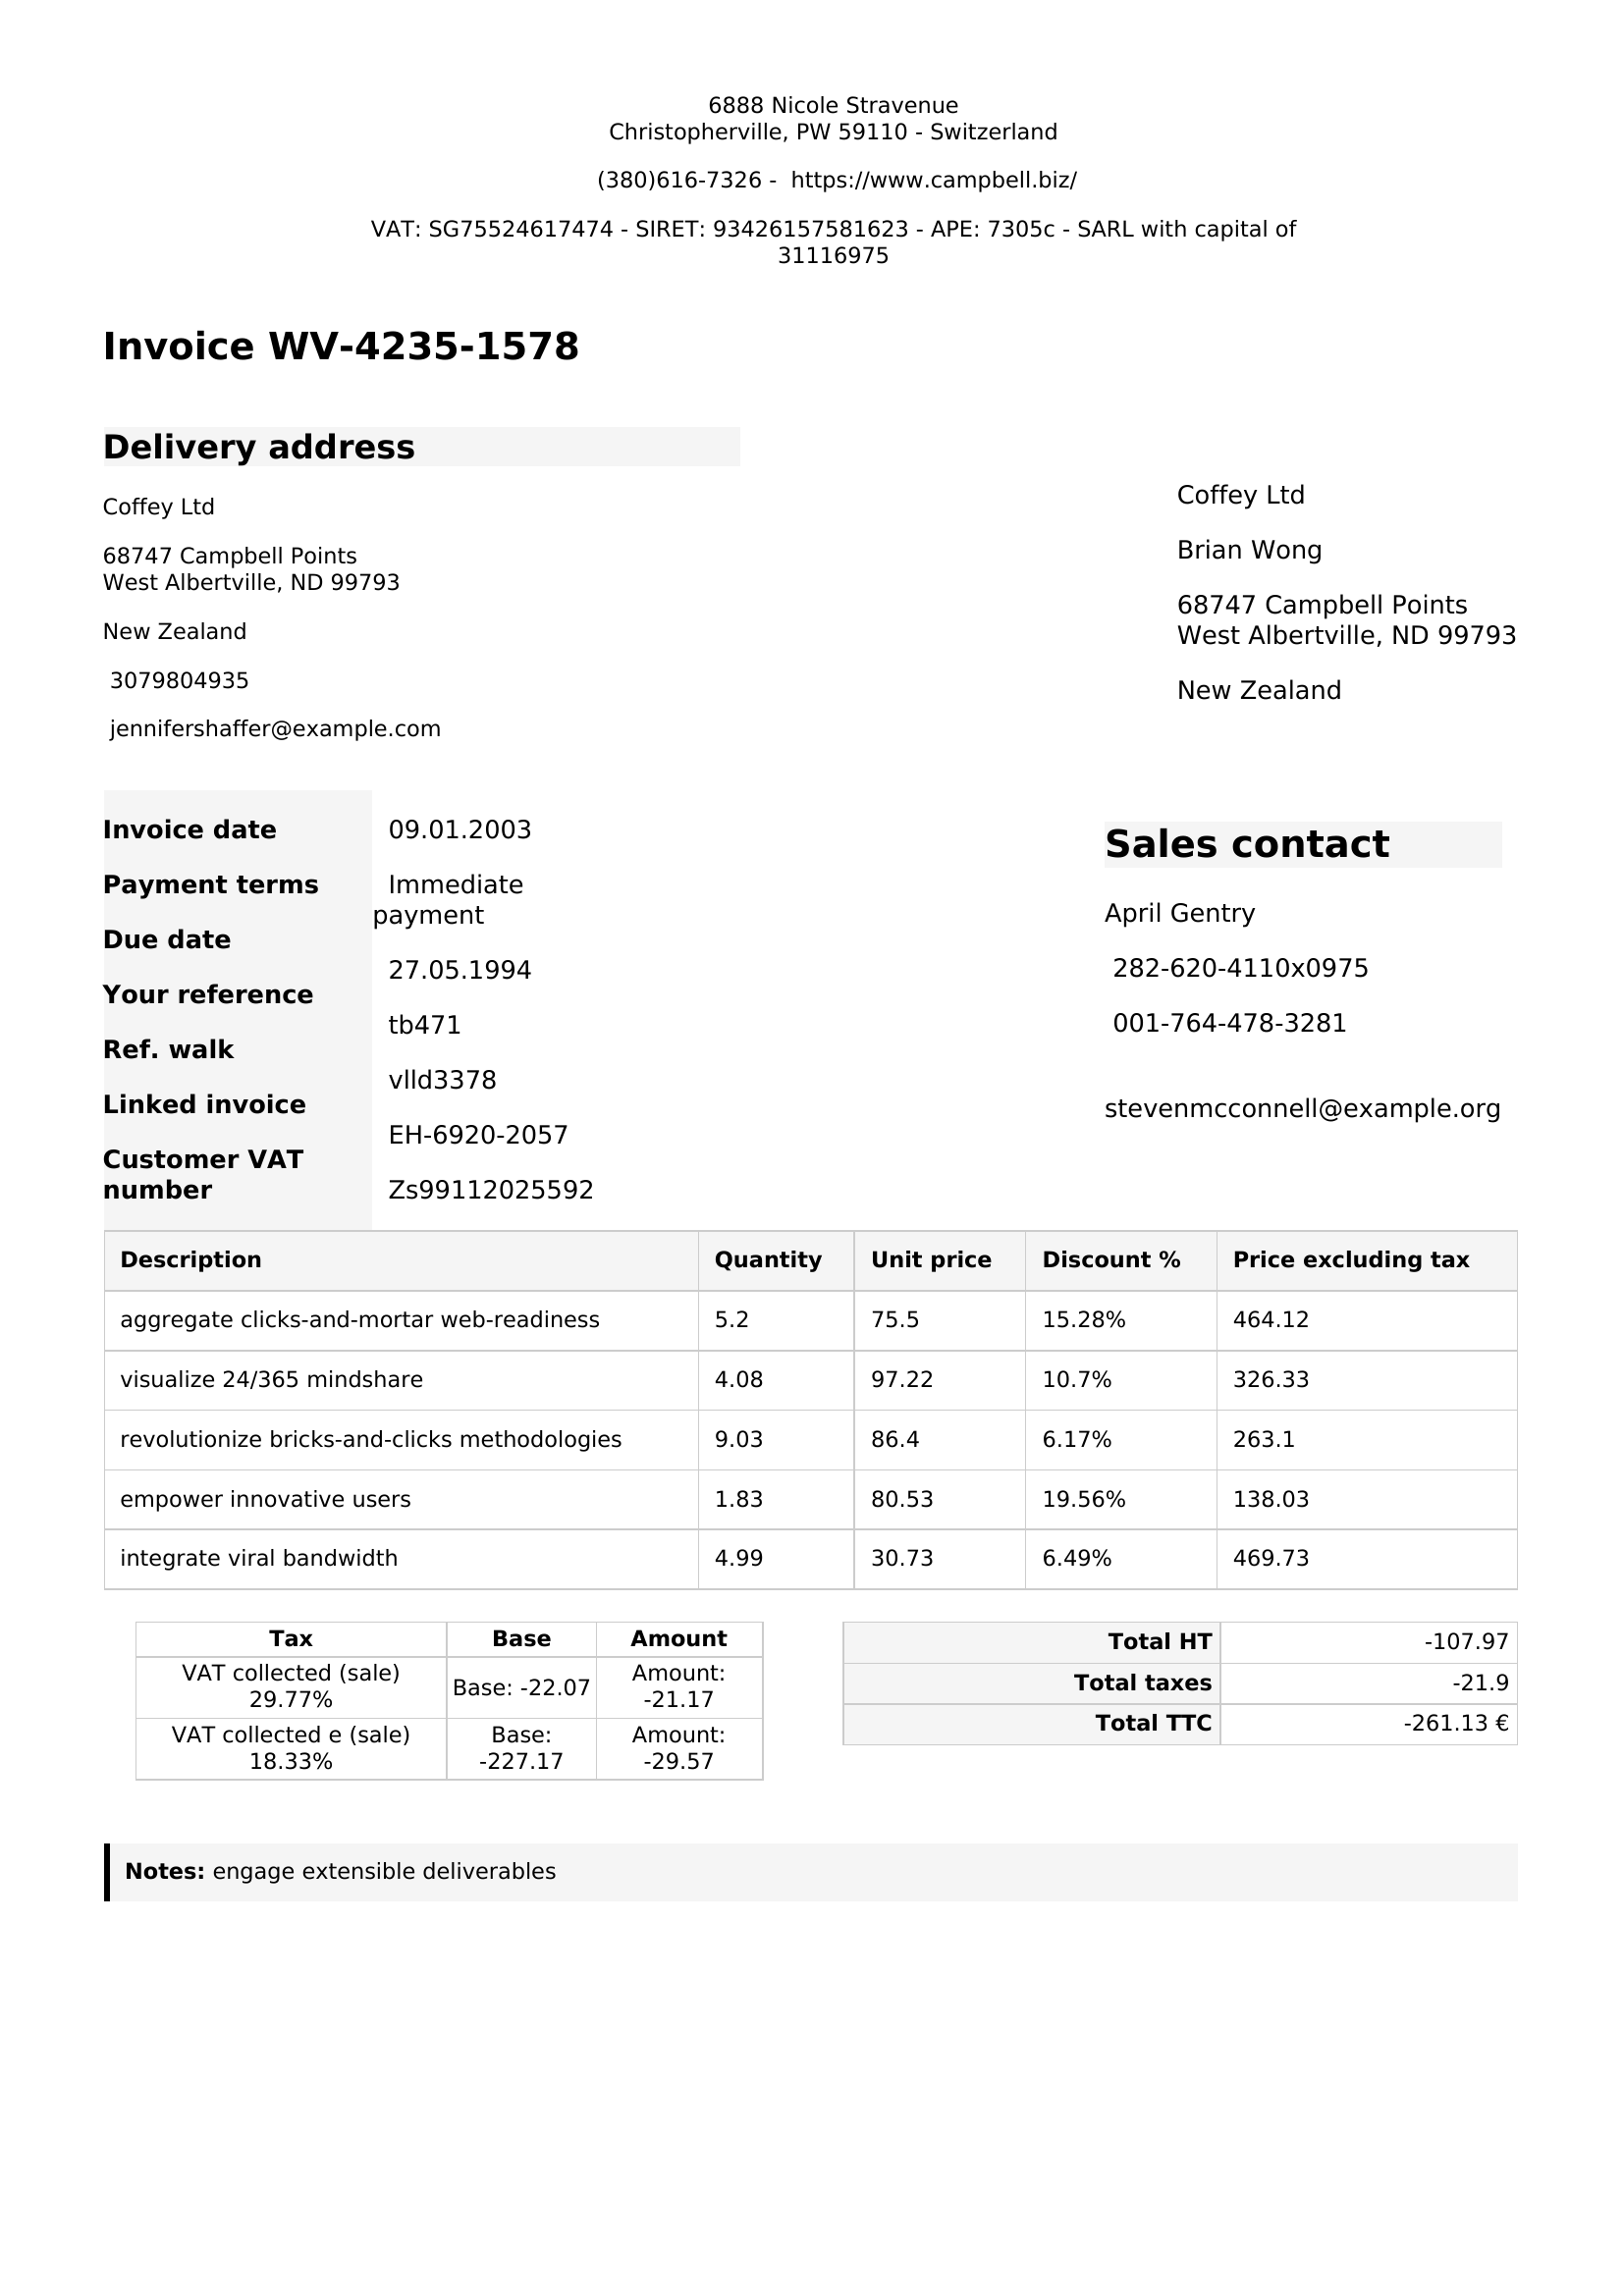 6888 Nicole Stravenue
Christopherville, PW 59110 - Switzerland
(380)616-7326 - https://www.campbell.biz/
VAT: SG75524617474 - SIRET: 93426157581623 - APE: 7305c - SARL with capital of
31116975
Invoice WV-4235-1578
Delivery address
Coffey Ltd
68747 Campbell Points
West Albertville, ND 99793
New Zealand
3079804935
jennifershaffer@example.com
Coffey Ltd
Brian Wong
68747 Campbell Points
West Albertville, ND 99793
New Zealand
Invoice date
Payment terms
Due date
Your reference
Ref. walk
Linked invoice
Customer VAT
number
09.01.2003
Immediate
payment
27.05.1994
tb471
vlld3378
EH-6920-2057
Zs99112025592
Sales contact
April Gentry
282-620-4110x0975
001-764-478-3281
stevenmcconnell@example.org
Description Quantity Unit price Discount % Price excluding tax
aggregate clicks-and-mortar web-readiness 5.2 75.5 15.28% 464.12
visualize 24/365 mindshare 4.08 97.22 10.7% 326.33
revolutionize bricks-and-clicks methodologies 9.03 86.4 6.17% 263.1
empower innovative users 1.83 80.53 19.56% 138.03
integrate viral bandwidth 4.99 30.73 6.49% 469.73
Tax Base Amount
VAT collected (sale)
29.77%
Base: -22.07
Amount:
-21.17
VAT collected e (sale)
18.33%
Base:
-227.17
Amount:
-29.57
Total HT -107.97
Total taxes -21.9
Total TTC -261.13 €
Notes: engage extensible deliverables